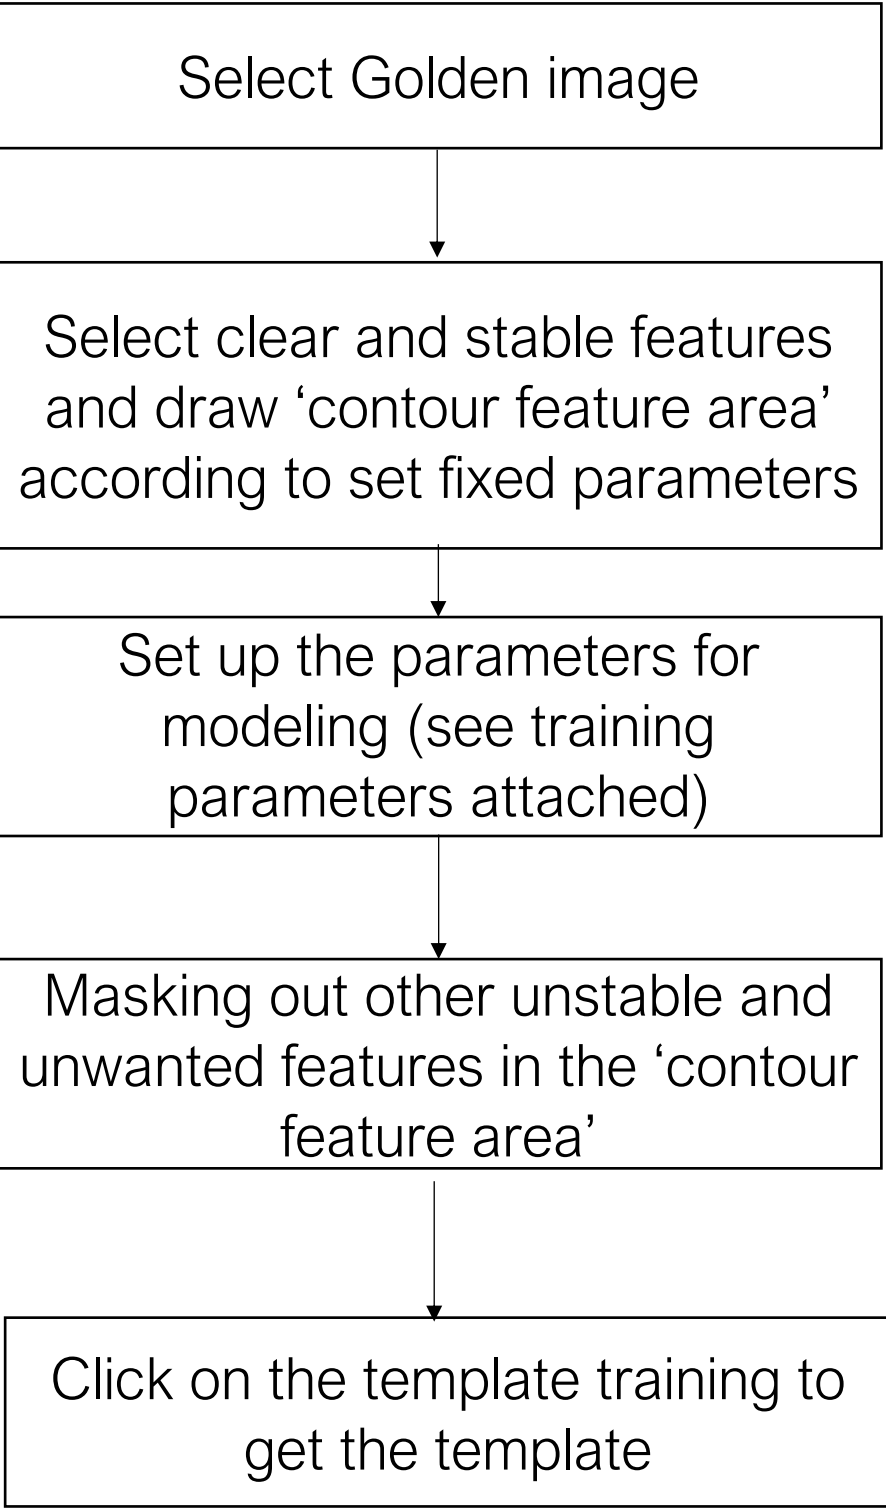 Select Golden image
Select clear and stable features
and draw ‘contour feature area’
according to set fixed parameters
Set up the parameters for
modeling (see training
parameters attached)
Masking out other unstable and
unwanted features in the ‘contour
feature area’
Click on the template training to
get the template